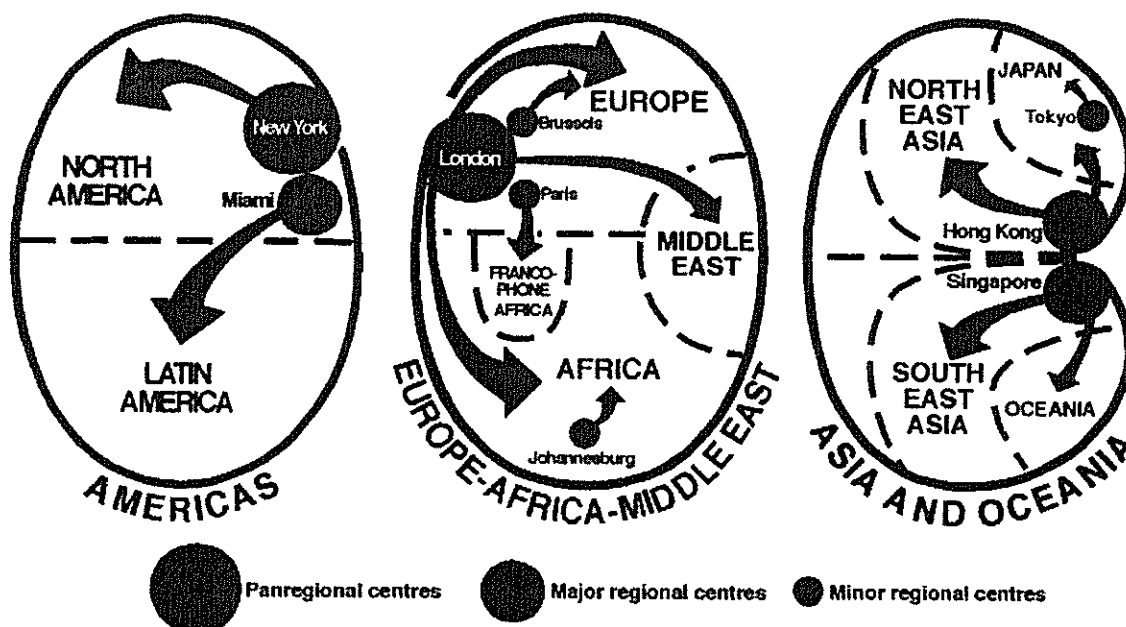 New York
NORTH
AMERICA
Miami
LATIN
AMERICA
AMERICAS
EUROPE
Brussels
London
Paris
MIDDLE
EAST
FRANCO-
PHONE
AFRICA
AFRICA
Johannesburg
EUROPE-AFRICA-MIDDLE EAST
JAPAN
NORTH
EAST
ASIA
Tokyo
Hong Kong
Singapore
SOUTH
EAST
ASIA
OCEANIA
ASIA AND OCEANIA
Panregional centres
Major regional centres
Minor regional centres